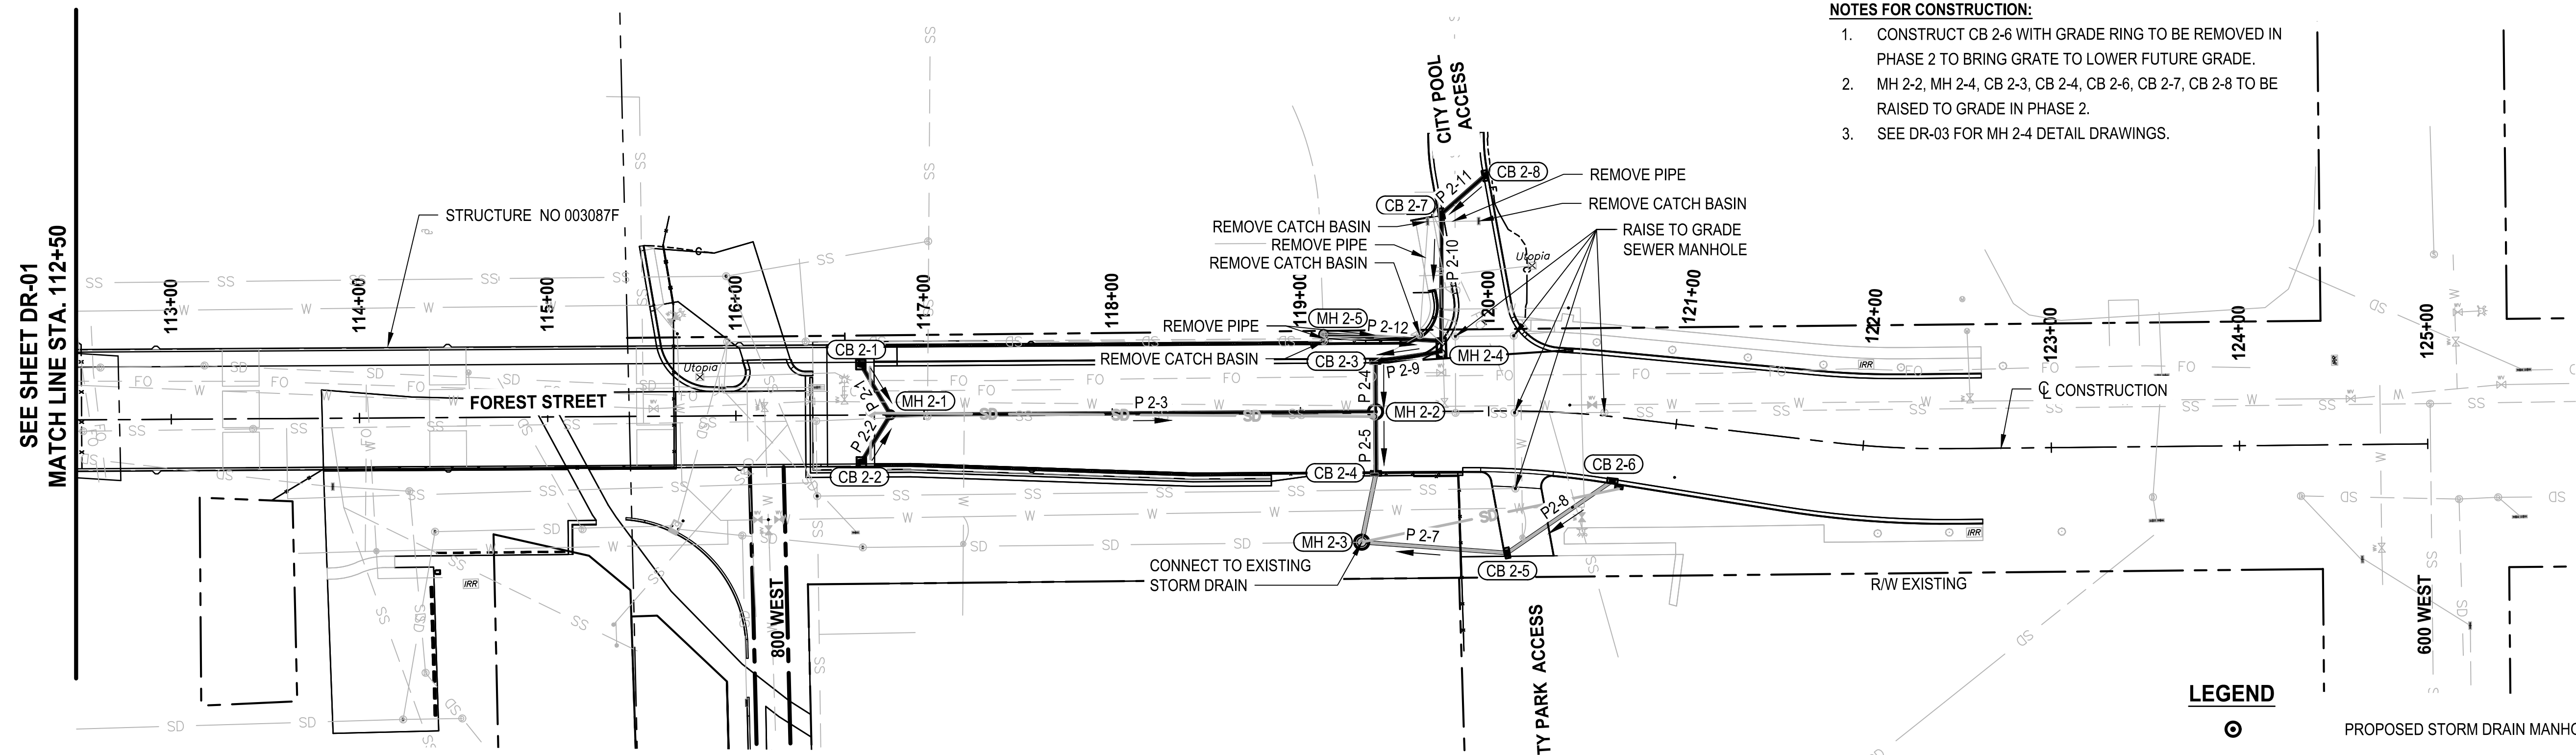 NOTES FOR CONSTRUCTION:
1. CONSTRUCT CB 2-6 WITH GRADE RING TO BE REMOVED IN
PHASE 2 TO BRING GRATE TO LOWER FUTURE GRADE.
2. MH 2-2, MH 2-4, CB 2-3, CB 2-4, CB 2-6, CB 2-7, CB 2-8 TO BE
RAISED TO GRADE IN PHASE 2.
3. SEE DR-03 FOR MH 2-4 DETAIL DRAWINGS.
SEE SHEET DR-01
MATCH LINE STA. 112+50
STRUCTURE NO 003087F
CITY POOL
ACCESS
CB 2-8
P 2-11
CB 2-7
REMOVE PIPE
REMOVE CATCH BASIN
REMOVE CATCH BASIN
REMOVE PIPE
REMOVE CATCH BASIN
RAISE TO GRADE
SEWER MANHOLE
P 2-10
Utopia
113+00
114+00
115+00
116+00
117+00
118+00
119+00
120+00
121+00
122+00
123+00
124+00
125+00
MH 2-5
REMOVE PIPE
P 2-12
CB 2-1
REMOVE CATCH BASIN
CB 2-3
MH 2-4
P 2-9
P 2-4
Utopia
IRR
P 2-1
FOREST STREET
MH 2-1
P 2-3
MH 2-2
CL CONSTRUCTION
P 2-2
P 2-5
CB 2-2
CB 2-4
CB 2-6
P2-8
MH 2-3
P 2-7
CB 2-5
IRR
CONNECT TO EXISTING
STORM DRAIN
IRR
R/W EXISTING
800 WEST
TY PARK ACCESS
600 WEST
LEGEND
PROPOSED STORM DRAIN MANHO